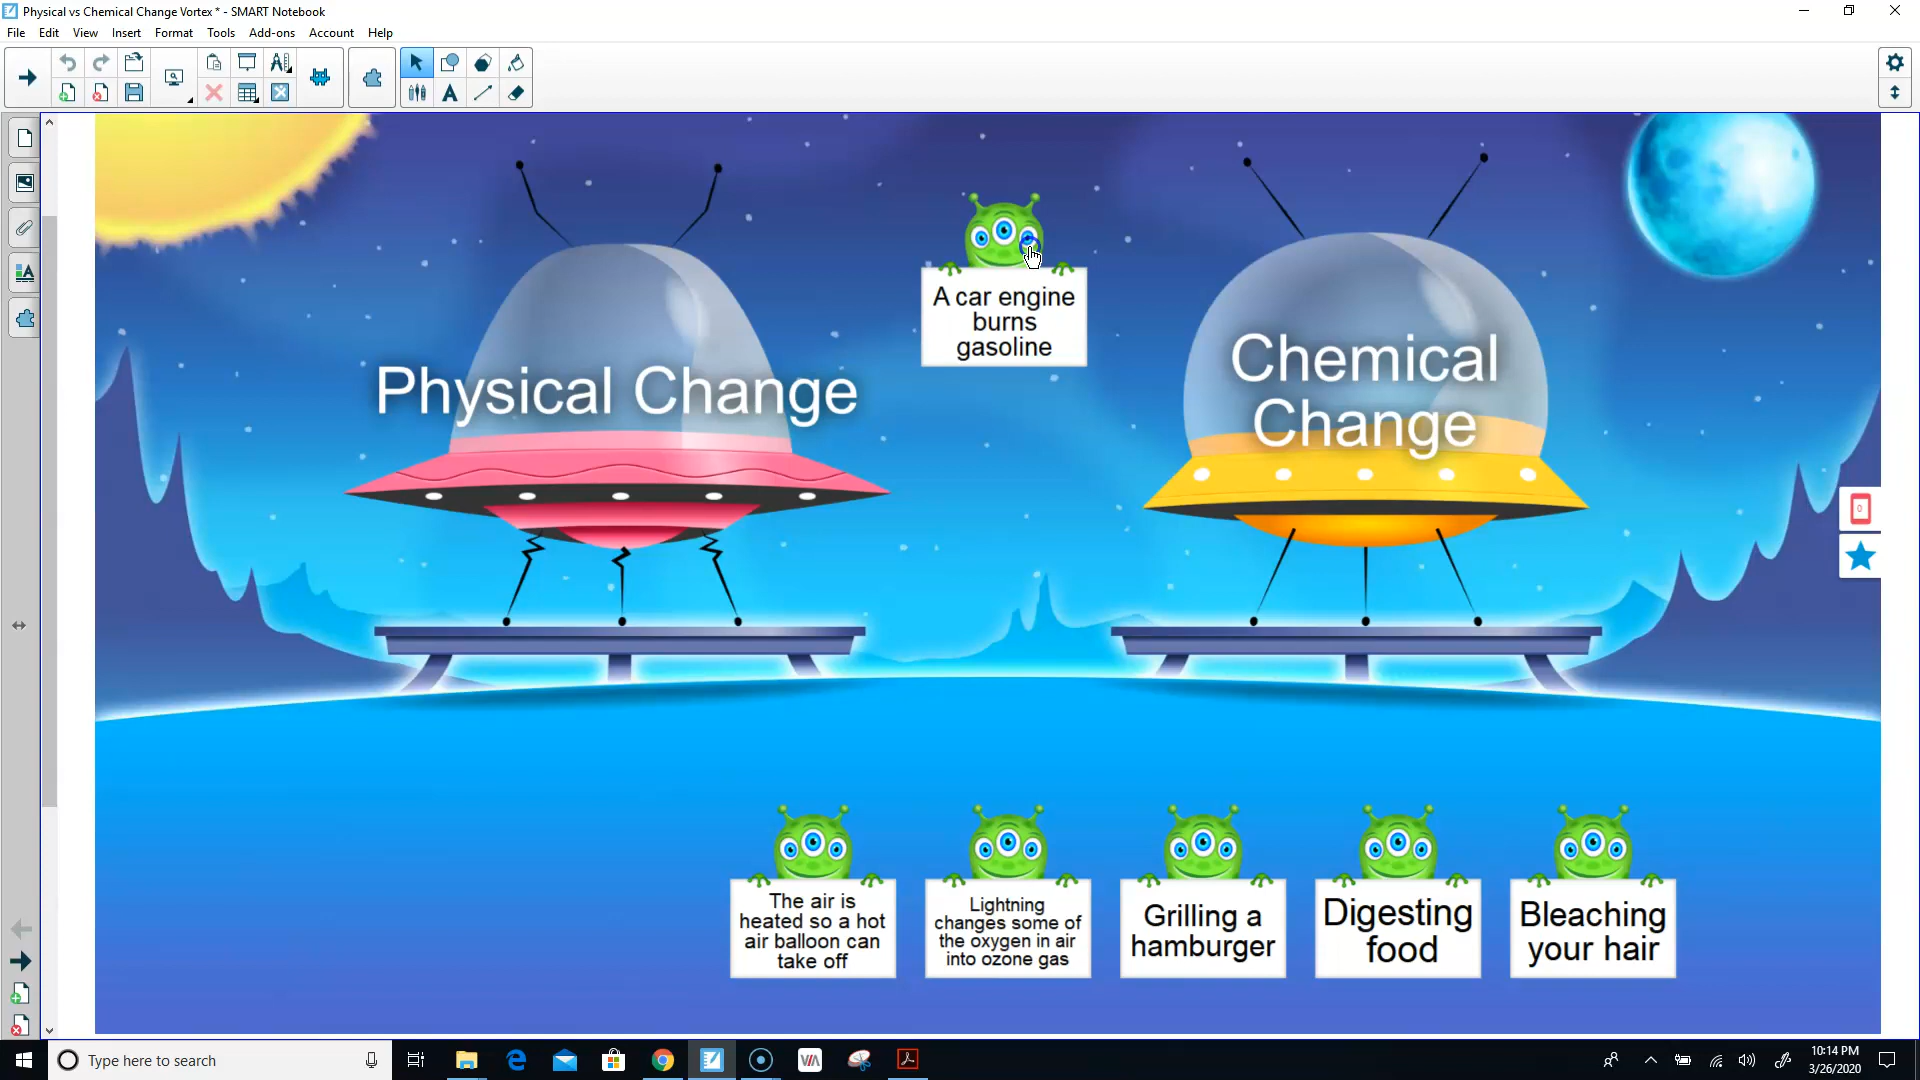 Physical vs Chemical Change Vortex * - SMART Notebook
File Edit View Insert Format Tools Add-ons Account Help
A car engine
burns
gasoline
Physical Change
Chemical
Change
0
The air is
heated so a hot
air balloon can
take off
Lightning
changes some of
the oxygen in air
into ozone gas
Grilling a
hamburger
Digesting
food
Bleaching
your hair
Type here to search
VIA
10:14 PM
3/26/2020